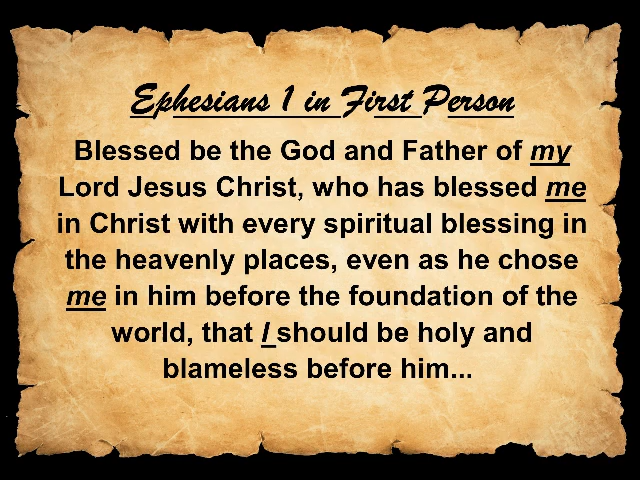 Ephesians 1 in First Person
Blessed be the God and Father of my
Lord Jesus Christ, who has blessed me
in Christ with every spiritual blessing in
the heavenly places, even as he chose
me in him before the foundation of the
world, that I should be holy and
blameless before him...